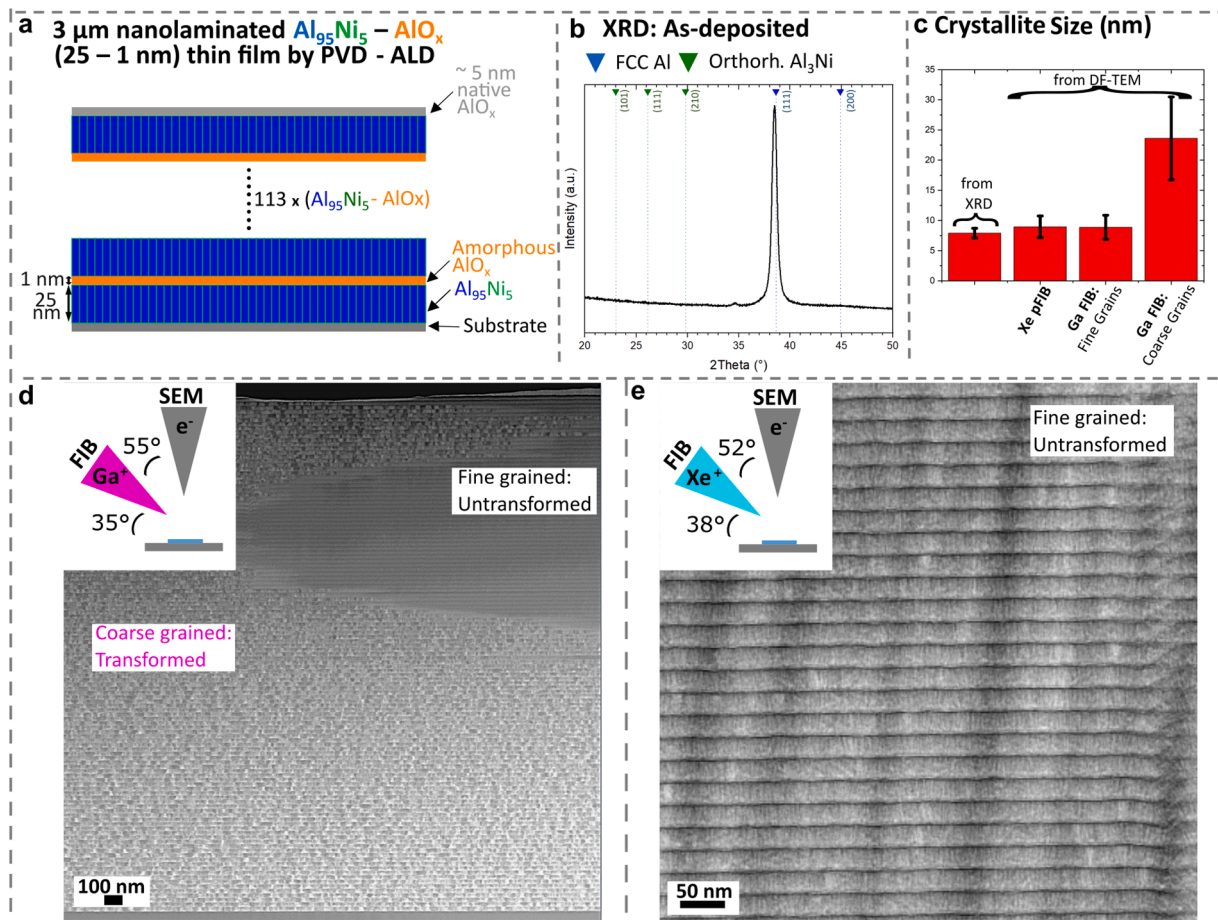 a
3 μm nanolaminated Al₉₅Ni₅ – AlOₓ
(25 – 1 nm) thin film by PVD - ALD
~ 5 nm
native
AlOₓ
113 x (Al₉₅Ni₅ - AlOx)
Amorphous
AlOₓ
1 nm
25
nm
Al₉₅Ni₅
Substrate
b
XRD: As-deposited
FCC Al
Orthorh. Al₃Ni
(101)
(111)
(210)
(111)
(200)
Intensity (a.u.)
20
25
30
35
40
45
50
2Theta (°)
c Crystallite Size (nm)
35
30
25
20
15
10
5
0
from DF-TEM
from
XRD
Xe pFIB
Ga FIB:
Fine Grains
Ga FIB:
Coarse Grains
d
SEM
e⁻
FIB
Ga⁺
55°
35°
Fine grained:
Untransformed
Coarse grained:
Transformed
100 nm
e
SEM
e⁻
FIB
Xe⁺
52°
38°
Fine grained:
Untransformed
50 nm